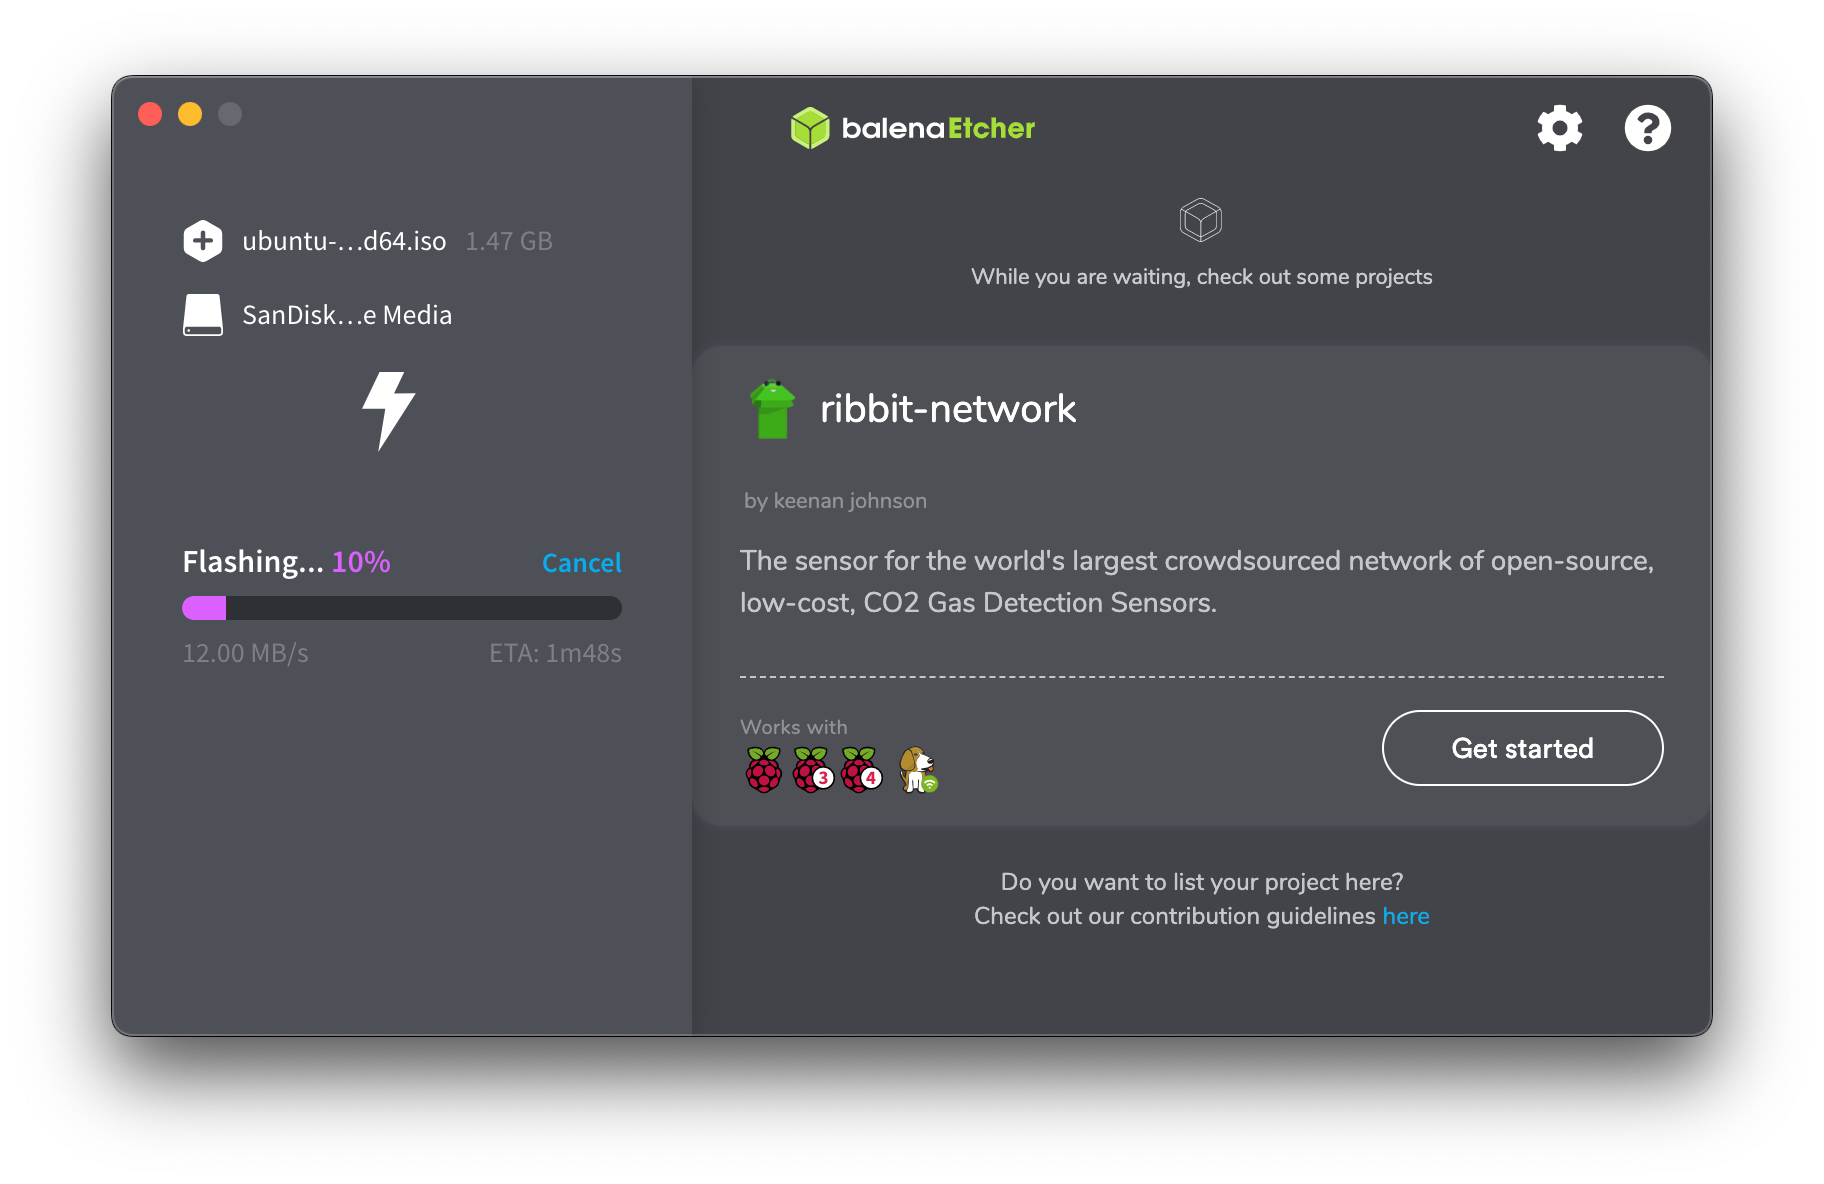 balenaEtcher
ubuntu-...d64.iso 1.47 GB
SanDisk...e Media
Flashing... 10% Cancel
12.00 MB/s ETA: 1m48s
While you are waiting, check out some projects
ribbit-network
by keenan johnson
The sensor for the world's largest crowdsourced network of open-source,
low-cost, CO2 Gas Detection Sensors.
Works with
3 4
Get started
Do you want to list your project here?
Check out our contribution guidelines here